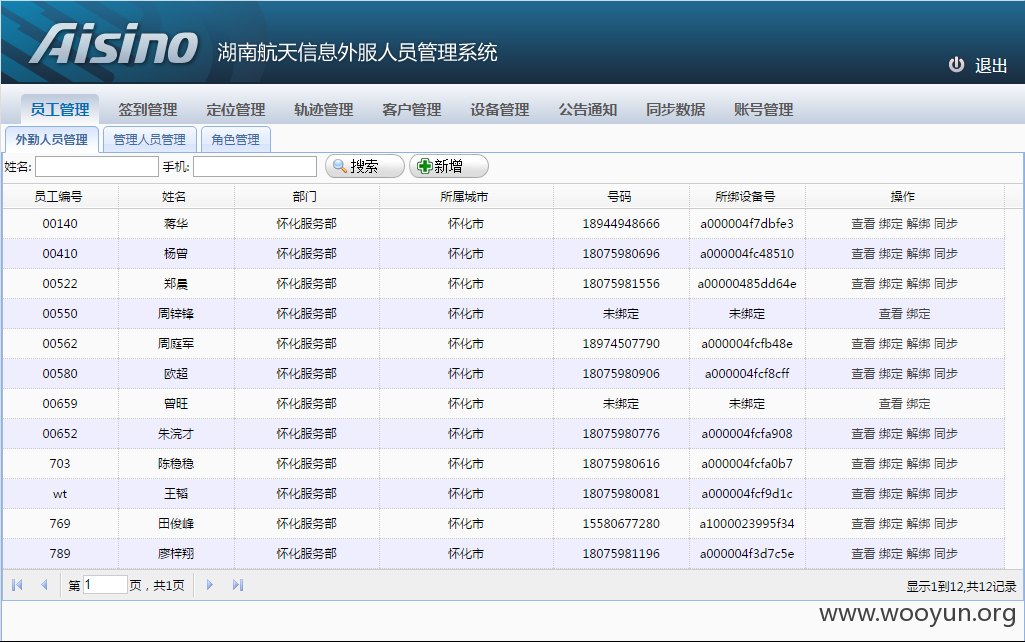 Aisino 湖南航天信息外服人员管理系统
退出
员工管理 签到管理 定位管理 轨迹管理 客户管理 设备管理 公告通知 同步数据 账号管理
外勤人员管理 管理人员管理 角色管理
姓名: 手机: 搜索 新增
员工编号 姓名 部门 所属城市 号码 所绑设备号 操作
00140 蒋华 怀化服务部 怀化市 18944948666 a000004f7dbfe3 查看 绑定 解绑 同步
00410 杨曾 怀化服务部 怀化市 18075980696 a000004fc48510 查看 绑定 解绑 同步
00522 郑晨 怀化服务部 怀化市 18075981556 a00000485dd64e 查看 绑定 解绑 同步
00550 周锌锋 怀化服务部 怀化市 未绑定 未绑定 查看 绑定
00562 周庭军 怀化服务部 怀化市 18974507790 a000004fcfb48e 查看 绑定 解绑 同步
00580 欧超 怀化服务部 怀化市 18075980906 a000004fcf8cff 查看 绑定 解绑 同步
00659 曾旺 怀化服务部 怀化市 未绑定 未绑定 查看 绑定
00652 朱浣才 怀化服务部 怀化市 18075980776 a000004fcfa908 查看 绑定 解绑 同步
703 陈稳稳 怀化服务部 怀化市 18075980616 a000004fcfa0b7 查看 绑定 解绑 同步
wt 王韬 怀化服务部 怀化市 18075980081 a000004fcf9d1c 查看 绑定 解绑 同步
769 田俊峰 怀化服务部 怀化市 15580677280 a1000023995f34 查看 绑定 解绑 同步
789 廖梓翔 怀化服务部 怀化市 18075981196 a000004f3d7c5e 查看 绑定 解绑 同步
第 1 页，共1页 显示1到12,共12记录
www.wooyun.org